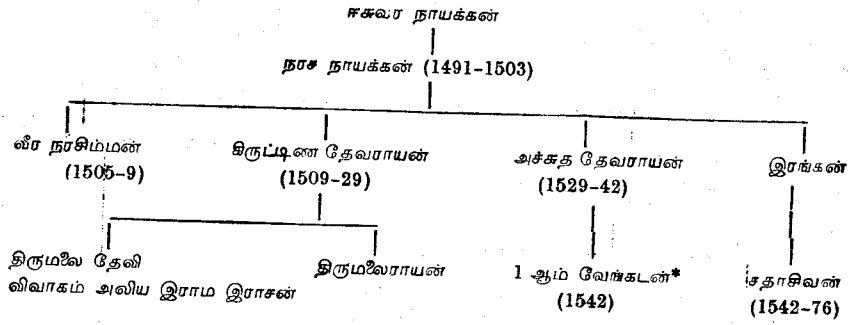 ஈசுவர நாயக்கன்
நரச நாயக்கன் (1491-1503)
வீர நரசிம்மன்
(1505-9)
கிருட்டிண தேவராயன்
(1509-29)
அச்சுத தேவராயன்
(1529-42)
இரங்கன்
திருமலை தேவி
விவாகம் அலிய இராம இராசன்
திருமலைராயன்
1 ஆம் வேங்கடன்*
(1542)
சதாசிவன்
(1542-76)